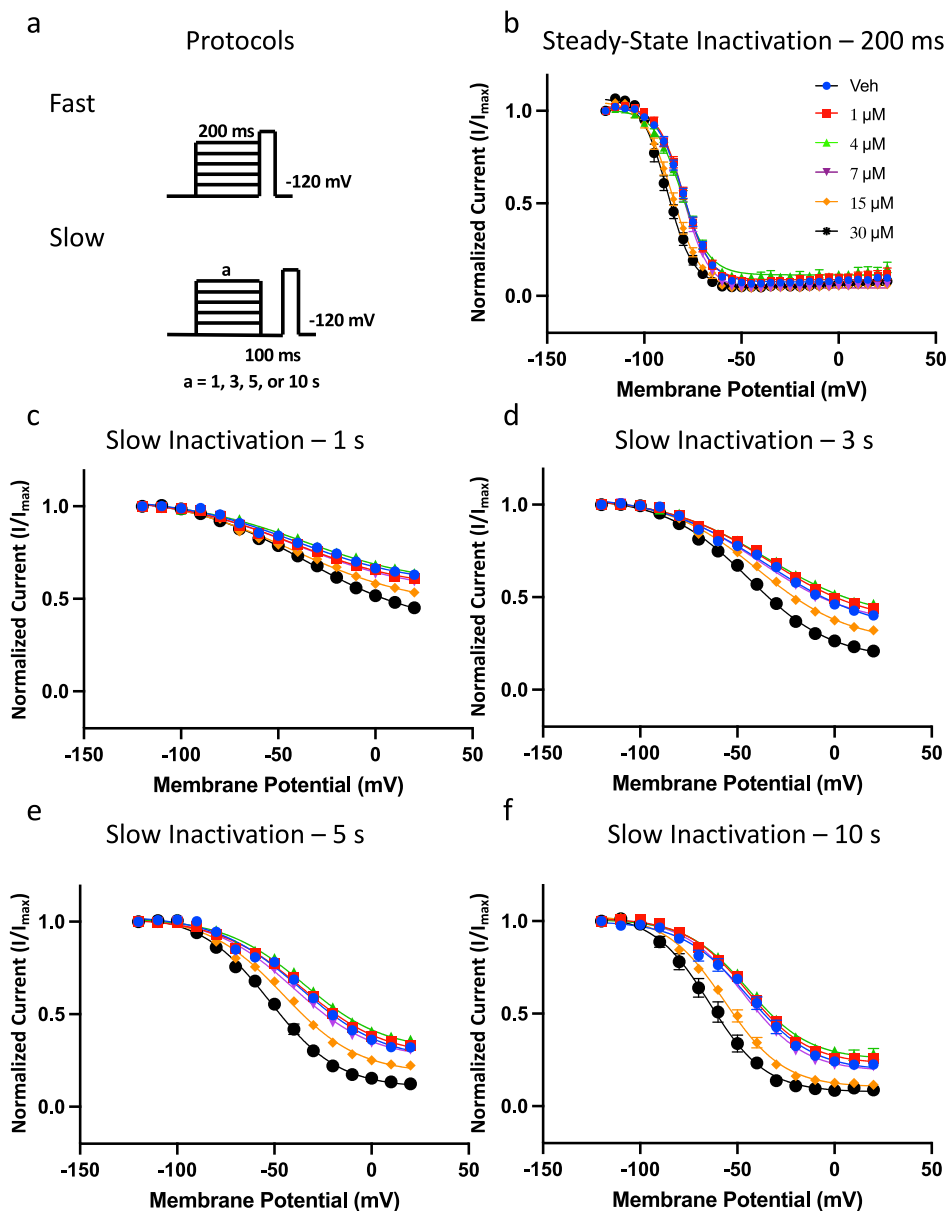 a
Protocols
Fast
200 ms
-120 mV
Slow
a
-120 mV
100 ms
a = 1, 3, 5, or 10 s
b
Steady-State Inactivation – 200 ms
Normalized Current (I/Imax)
1.0
0.5
0.0
-150 -100 -50 0 50
Membrane Potential (mV)
Veh
1 µM
4 µM
7 µM
15 µM
30 µM
c
Slow Inactivation – 1 s
Normalized Current (I/Imax)
1.0
0.5
0.0
-150 -100 -50 0 50
Membrane Potential (mV)
d
Slow Inactivation – 3 s
Normalized Current (I/Imax)
1.0
0.5
0.0
-150 -100 -50 0 50
Membrane Potential (mV)
e
Slow Inactivation – 5 s
Normalized Current (I/Imax)
1.0
0.5
0.0
-150 -100 -50 0 50
Membrane Potential (mV)
f
Slow Inactivation – 10 s
Normalized Current (I/Imax)
1.0
0.5
0.0
-150 -100 -50 0 50
Membrane Potential (mV)